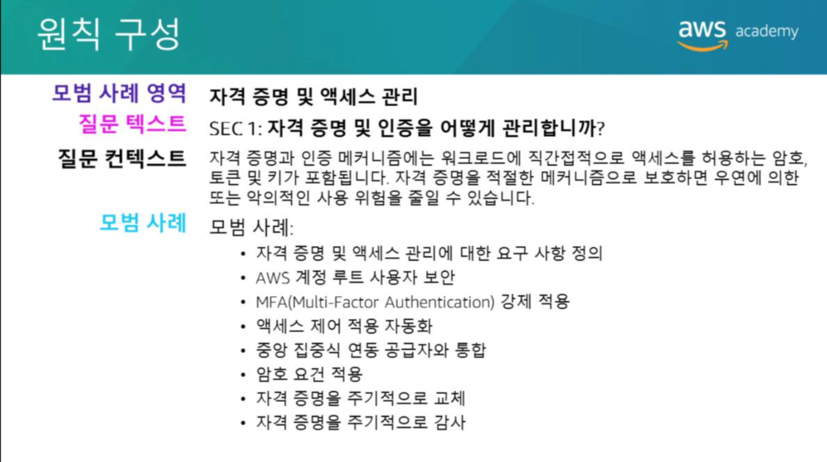 원칙 구성
aws academy
모범 사례 영역 자격 증명 및 액세스 관리
질문 텍스트 SEC 1: 자격 증명 및 인증을 어떻게 관리합니까?
질문 컨텍스트 자격 증명과 인증 메커니즘에는 워크로드에 직간접적으로 액세스를 허용하는 암호,
토큰 및 키가 포함됩니다. 자격 증명을 적절한 메커니즘으로 보호하면 우연에 의한
또는 악의적인 사용 위험을 줄일 수 있습니다.
모범 사례 모범 사례:
• 자격 증명 및 액세스 관리에 대한 요구 사항 정의
• AWS 계정 루트 사용자 보안
• MFA(Multi-Factor Authentication) 강제 적용
• 액세스 제어 적용 자동화
• 중앙 집중식 연동 공급자와 통합
• 암호 요건 적용
• 자격 증명을 주기적으로 교체
• 자격 증명을 주기적으로 감사